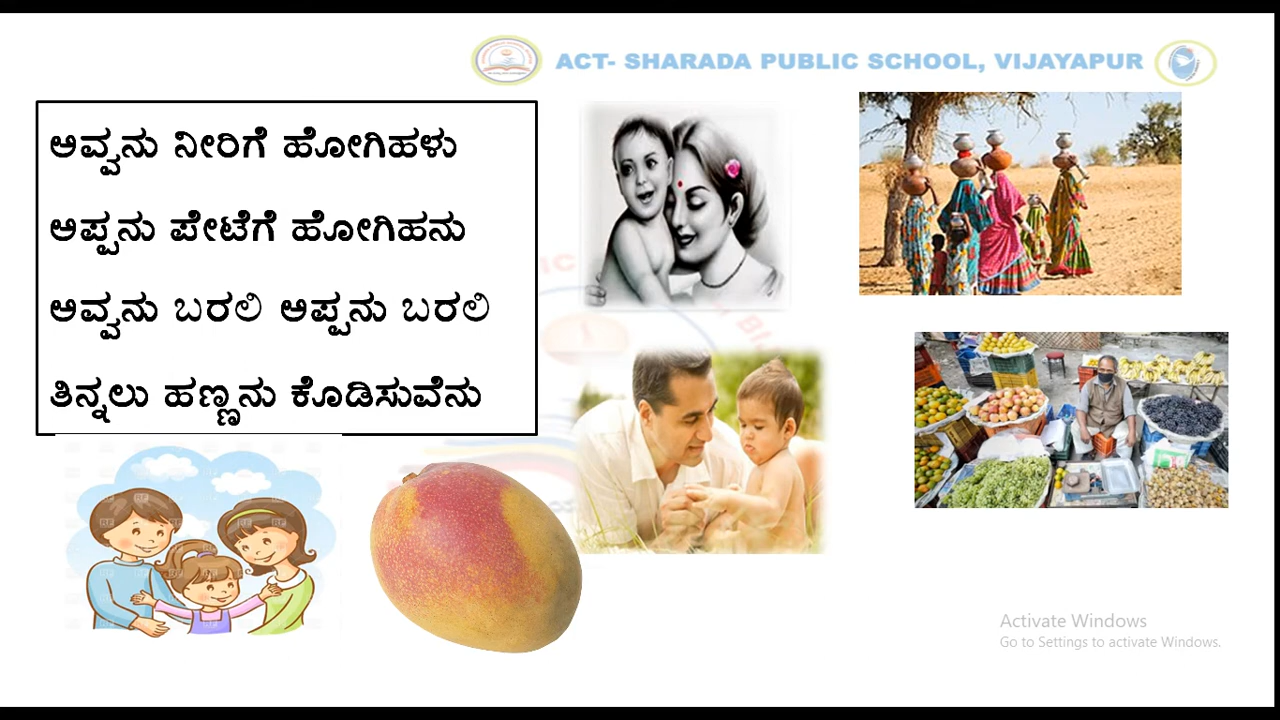 ACT- SHARADA PUBLIC SCHOOL, VIJAYAPUR
ಅವ್ವನು ನೀರಿಗೆ ಹೋಗಿಹಳು
ಅಪ್ಪನು ಪೇಟೆಗೆ ಹೋಗಿಹನು
ಅವ್ವನು ಬರಲಿ ಅಪ್ಪನು ಬರಲಿ
ತಿನ್ನಲು ಹಣ್ಣನು ಕೊಡಿಸುವೆನು
Activate Windows
Go to Settings to activate Windows.